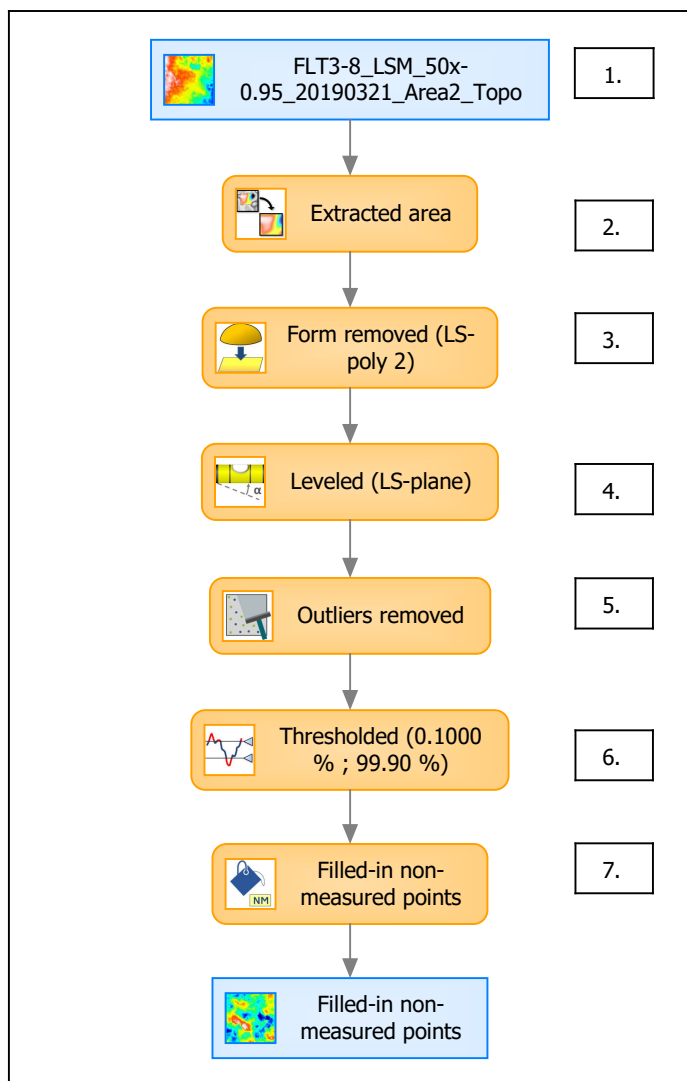 FLT3-8_LSM_50x-
0.95_20190321_Area2_Topo
1.
Extracted area
2.
Form removed (LS-
poly 2)
3.
α
Leveled (LS-plane)
4.
Outliers removed
5.
Thresholded (0.1000
% ; 99.90 %)
6.
NM
Filled-in non-
measured points
7.
Filled-in non-
measured points